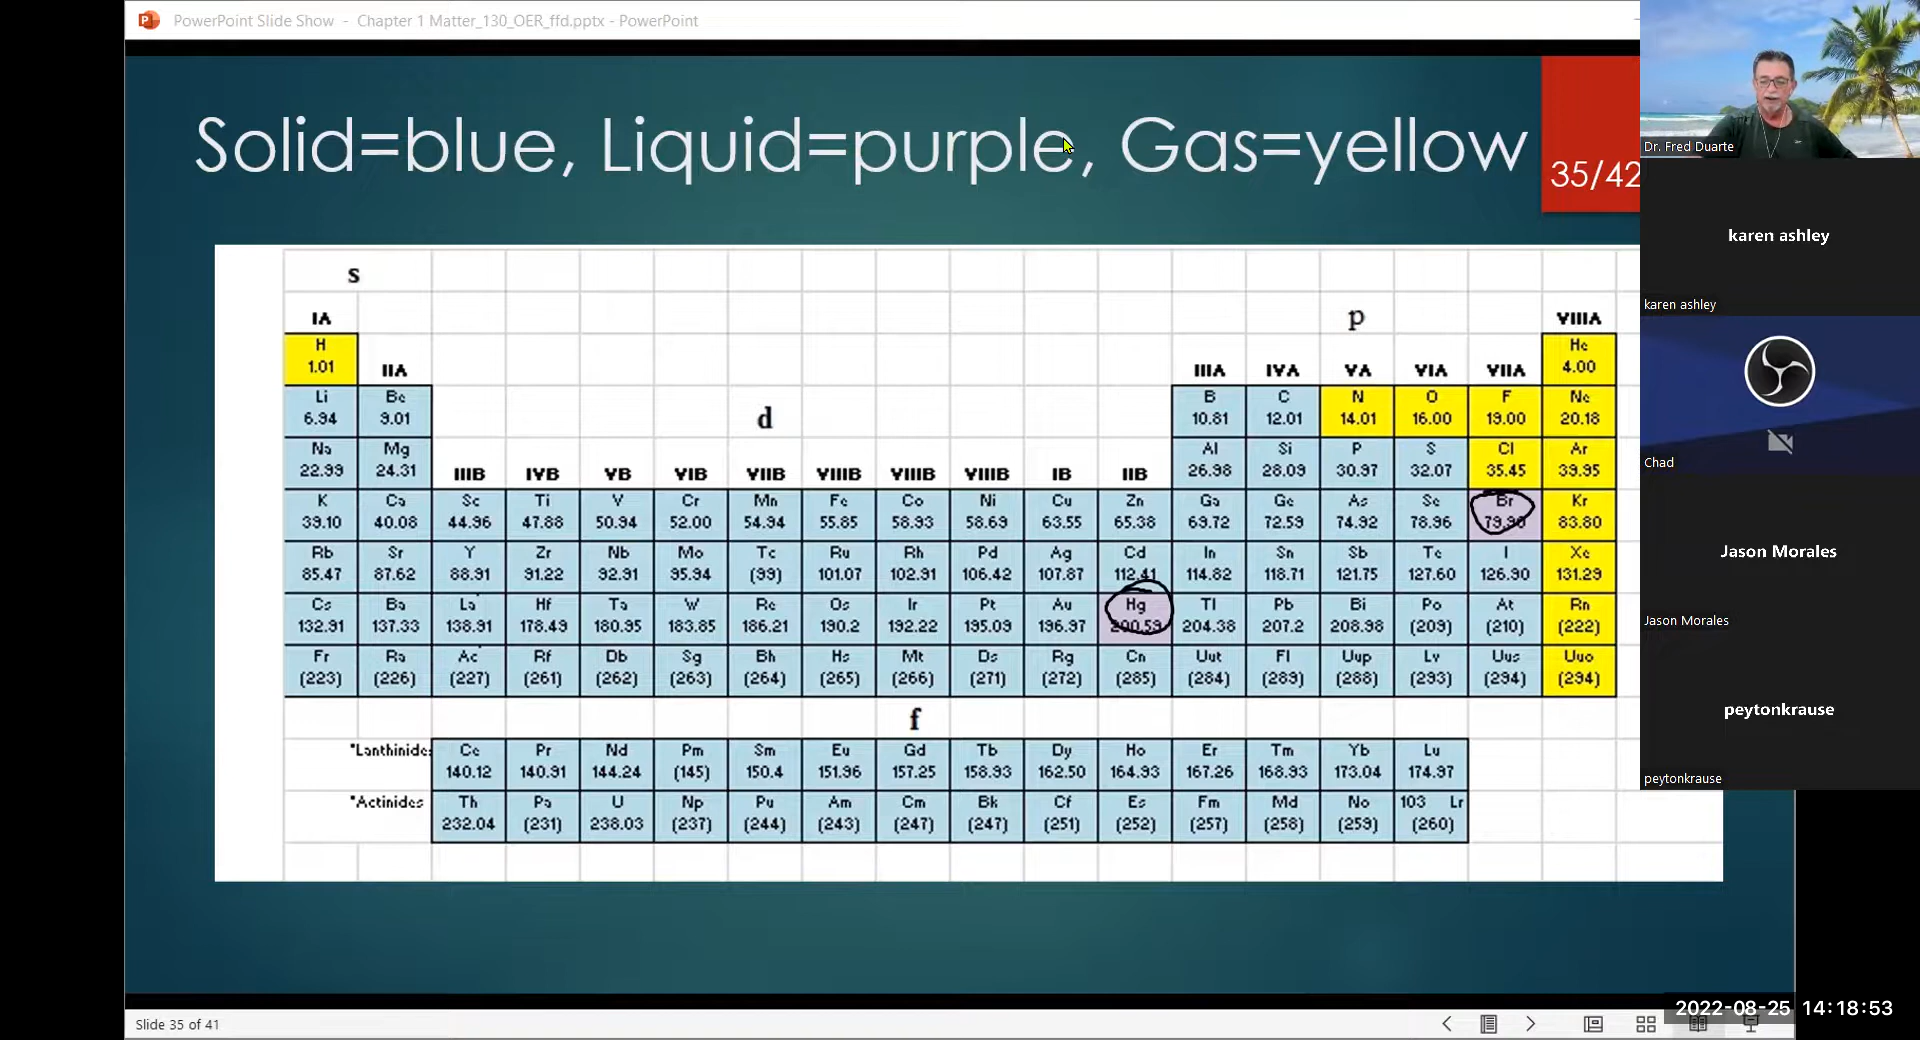 PowerPoint Slide Show - Chapter 1 Matter_130_OER_ffd.pptx - PowerPoint
Solid=blue, Liquid=purple, Gas=yellow
35/42
s
IA p VIIIA
H He
1.01 IIA IIIA IVA VA VIA VIIA 4.00
Li Be B C N O F Ne
6.94 9.01 d 10.81 12.01 14.01 16.00 19.00 20.18
Na Mg Al Si P S Cl Ar
22.99 24.31 IIIB IVB VB VIB VIIB VIIIB VIIIB VIIIB IB IIB 26.98 28.09 30.97 32.07 35.45 39.95
K Ca Sc Ti V Cr Mn Fe Co Ni Cu Zn Ga Ge As Se Br Kr
39.10 40.08 44.96 47.88 50.94 52.00 54.94 55.85 58.93 58.69 63.55 65.38 69.72 72.59 74.92 78.96 79.90 83.80
Rb Sr Y Zr Nb Mo Tc Ru Rh Pd Ag Cd In Sn Sb Te I Xe
85.47 87.62 88.91 91.22 92.91 95.94 (99) 101.07 102.91 106.42 107.87 112.41 114.82 118.71 121.75 127.60 126.90 131.29
Cs Ba La* Hf Ta W Re Os Ir Pt Au Hg Tl Pb Bi Po At Rn
132.91 137.33 138.91 178.49 180.95 183.85 186.21 190.2 192.22 195.09 196.97 200.59 204.38 207.2 208.98 (209) (210) (222)
Fr Ra Ac* Rf Db Sg Bh Hs Mt Ds Rg Cn Uut Fl Uup Lv Uus Uuo
(223) (226) (227) (261) (262) (263) (264) (265) (266) (271) (272) (285) (284) (289) (288) (293) (294) (294)
f
*Lanthinides Ce Pr Nd Pm Sm Eu Gd Tb Dy Ho Er Tm Yb Lu
140.12 140.91 144.24 (145) 150.4 151.96 157.25 158.93 162.50 164.93 167.26 168.93 173.04 174.97
*Actinides Th Pa U Np Pu Am Cm Bk Cf Es Fm Md No 103 Lr
232.04 (231) 238.03 (237) (244) (243) (247) (247) (251) (252) (257) (258) (259) (260)
Slide 35 of 41
Dr. Fred Duarte
karen ashley
karen ashley
Chad
Jason Morales
Jason Morales
peytonkrause
peytonkrause
2022-08-25 14:18:53